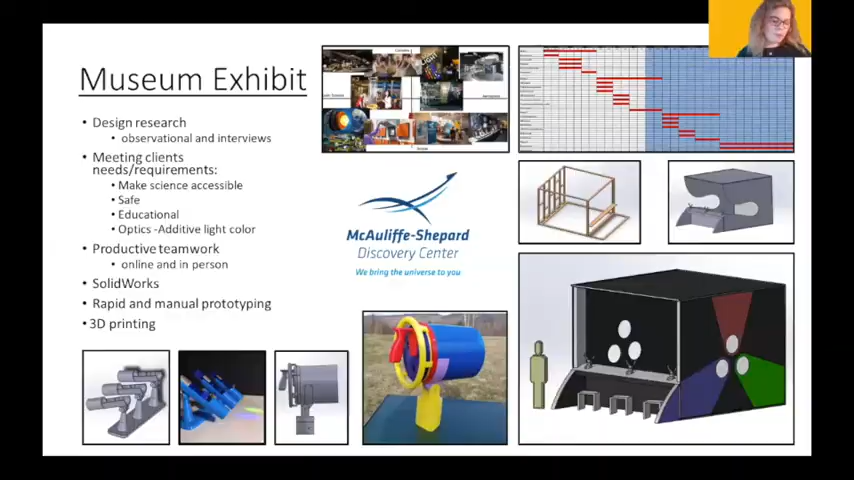 Museum Exhibit
• Design research
• observational and interviews
• Meeting clients
needs/requirements:
• Make science accessible
• Safe
• Educational
• Optics -Additive light color
• Productive teamwork
• online and in person
• SolidWorks
• Rapid and manual prototyping
• 3D printing
McAuliffe-Shepard
Discovery Center
We bring the universe to you